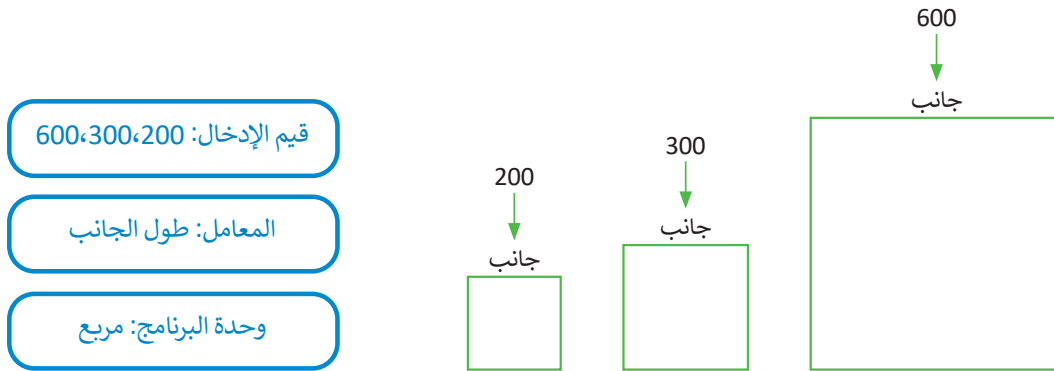 600
جانب
300
جانب
200
جانب
قيم الإدخال: 200،‏300،‏600
المعامل: طول الجانب
وحدة البرنامج: مربع